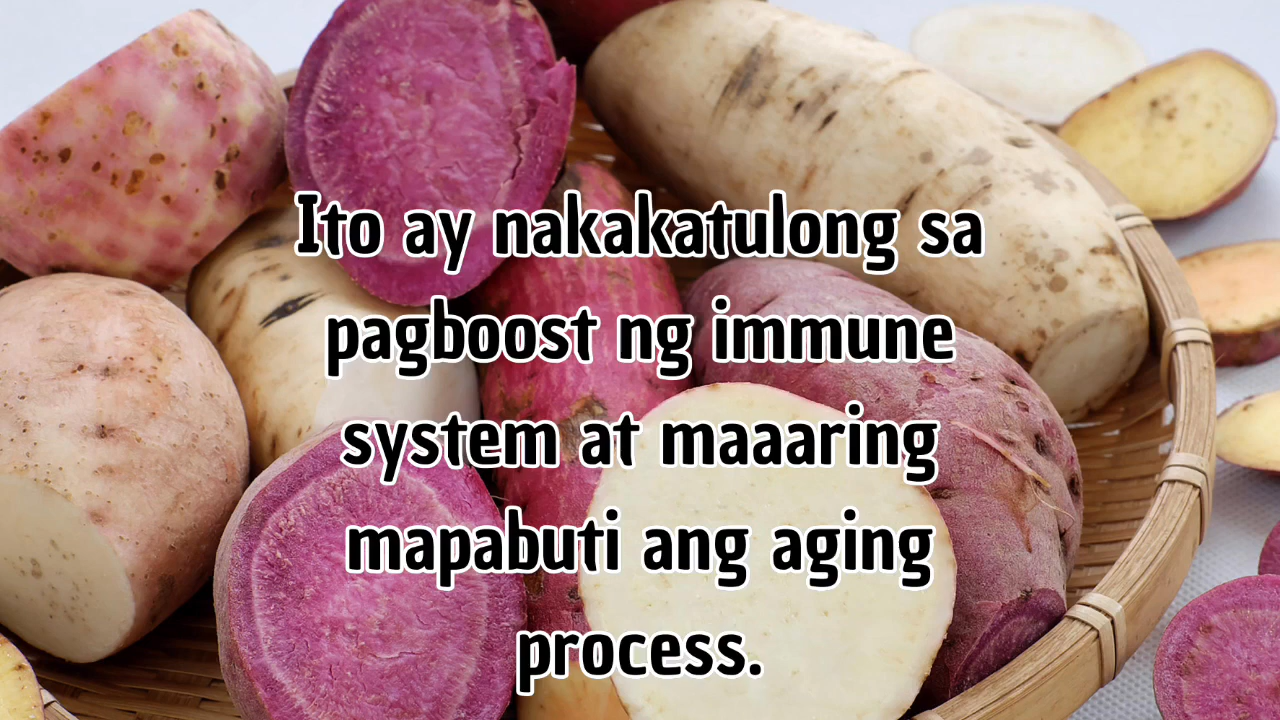 Ito ay nakakatulong sa
pagboost ng immune
system at maaaring
mapabuti ang aging
process.